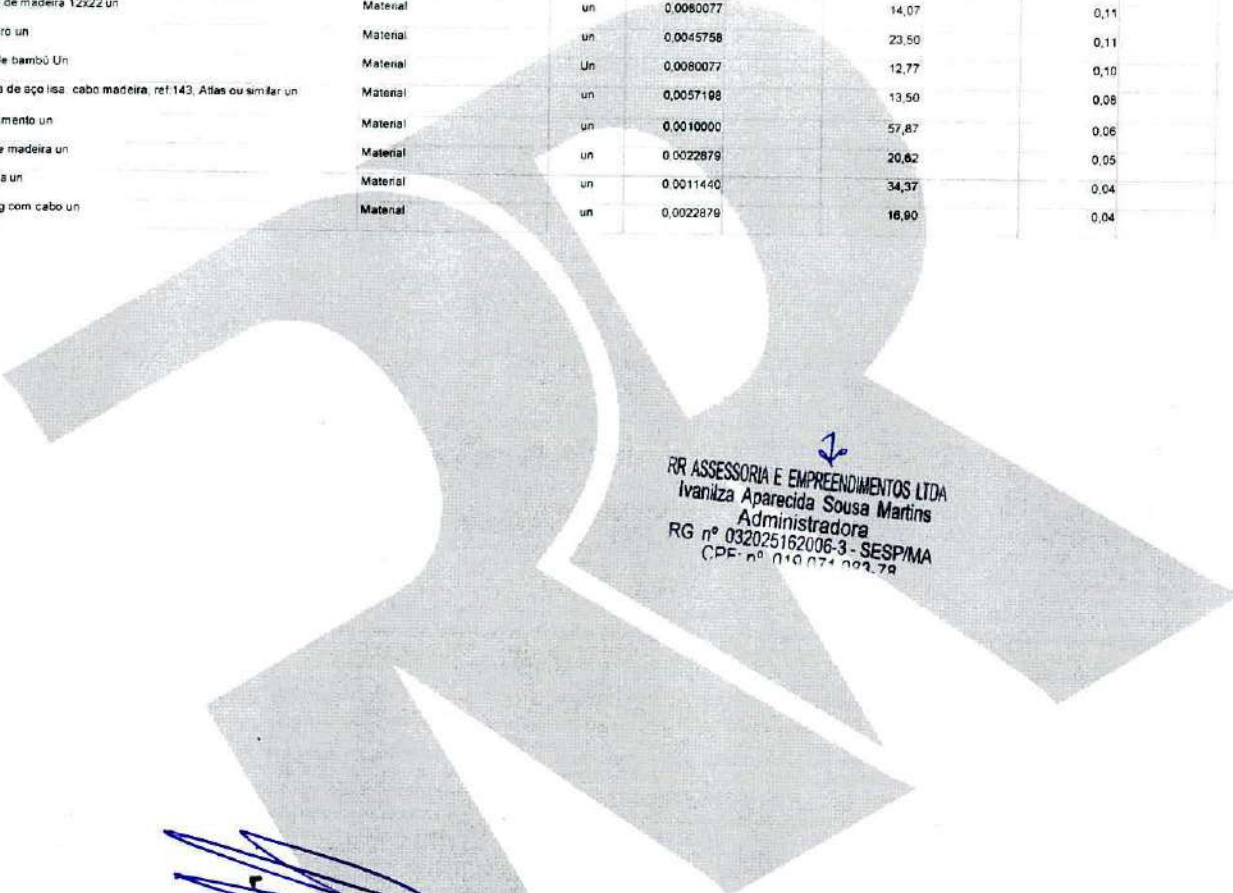 de madeira 12x22 un Material un 0,0080077 14,07 0,11
ro un Material un 0,0045758 23,50 0,11
e bambú Un Material Un 0,0080077 12,77 0,10
de aço lisa, cabo madeira, ref:143, Atlas ou similar un Material un 0,0057198 13,50 0,08
mento un Material un 0,0010000 57,87 0,06
e madeira un Material un 0,0022879 20,62 0,05
a un Material un 0,0011440 34,37 0,04
g com cabo un Material un 0,0022879 16,90 0,04
RR ASSESSORIA E EMPREENDIMENTOS LTDA
Ivanilza Aparecida Sousa Martins
Administradora
RG nº 032025162006-3 - SESP/MA
CPF: nº